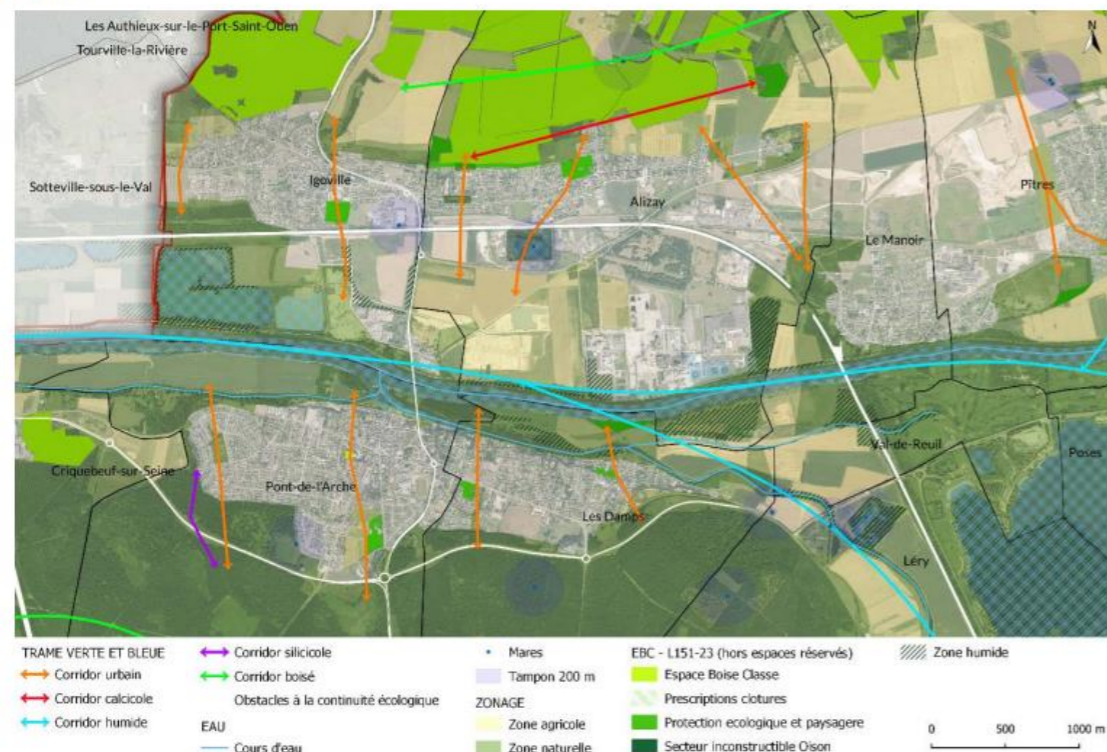 Les Authieux-sur-le-Port-Saint-Ouen
Tourville-la-Rivière
N
Sotteville-sous-le-Val
Igoville
Alizay
Pîtres
Le Manoir
Criquebeuf-sur-Seine
Pont-de-l'Arche
Les Damps
Val-de-Reuil
Poses
Léry
TRAME VERTE ET BLEUE
Corridor urbain
Corridor calcicole
Corridor humide
Corridor silicicole
Corridor boisé
Obstacles à la continuité écologique
EAU
Cours d'eau
Mares
Tampon 200 m
ZONAGE
Zone agricole
Zone naturelle
EBC - L151-23 (hors espaces réservés)
Espace Boise Classe
Prescriptions clotures
Protection ecologique et paysagere
Secteur inconstructible Oison
Zone humide
0 500 1000 m